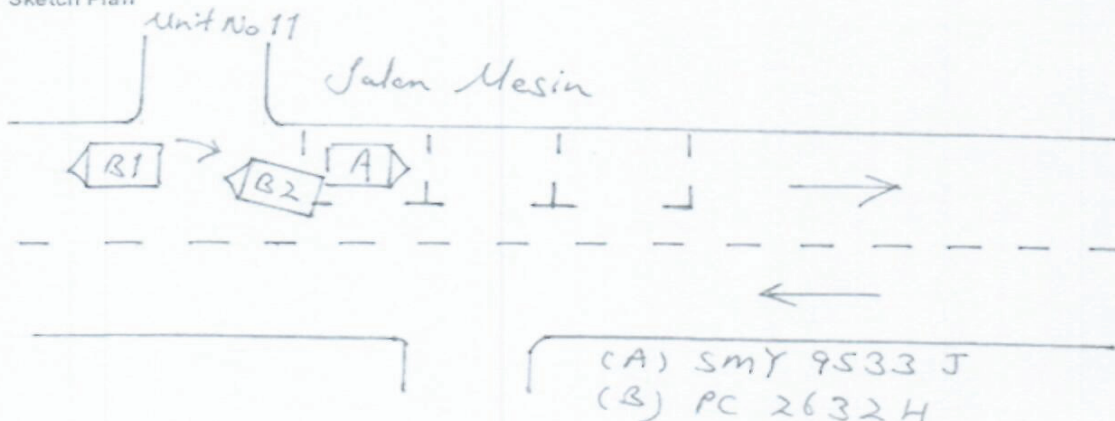 Sketch Plan
Unit No 11
Jalan Mesin
B1
B2
A
(A) SMY 9533 J
(B) PC 2632 H